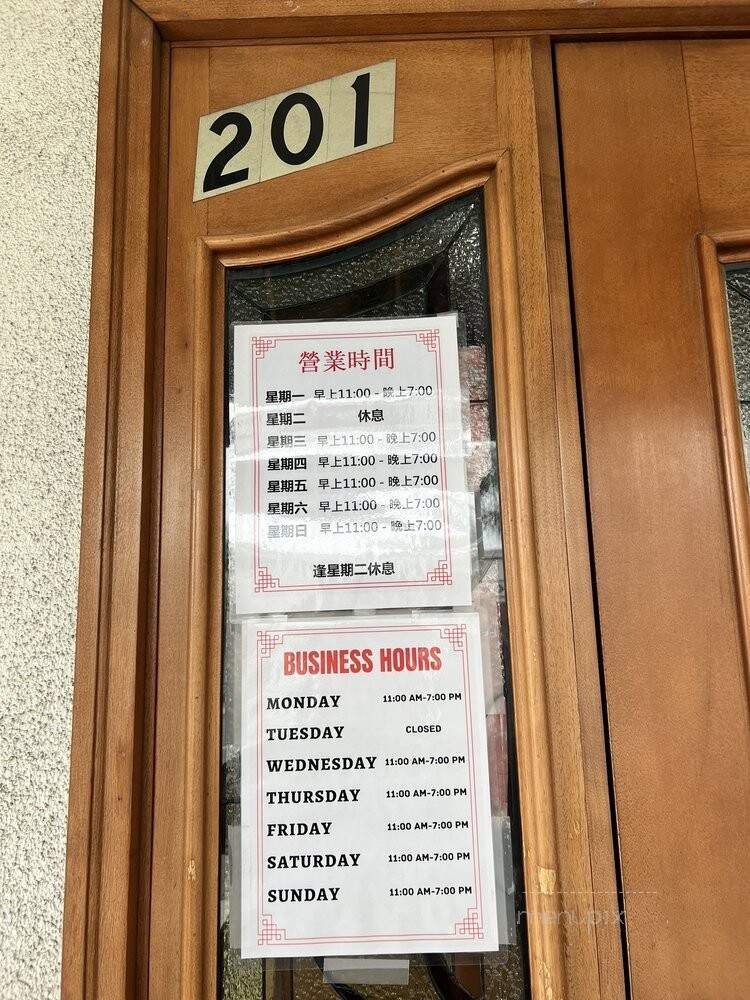 201
營業時間
星期一 早上11:00 - 晚上7:00
星期二 休息
星期三 早上11:00 - 晚上7:00
星期四 早上11:00 - 晚上7:00
星期五 早上11:00 - 晚上7:00
星期六 早上11:00 - 晚上7:00
星期日 早上11:00 - 晚上7:00
逢星期二休息
BUSINESS HOURS
MONDAY 11:00 AM-7:00 PM
TUESDAY CLOSED
WEDNESDAY 11:00 AM-7:00 PM
THURSDAY 11:00 AM-7:00 PM
FRIDAY 11:00 AM-7:00 PM
SATURDAY 11:00 AM-7:00 PM
SUNDAY 11:00 AM-7:00 PM
menupix